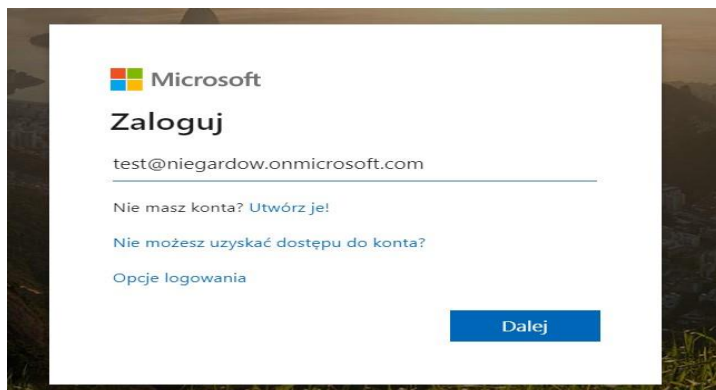 Microsoft
Zaloguj
test@niegardow.onmicrosoft.com
Nie masz konta? Utwórz je!
Nie możesz uzyskać dostępu do konta?
Opcje logowania
Dalej